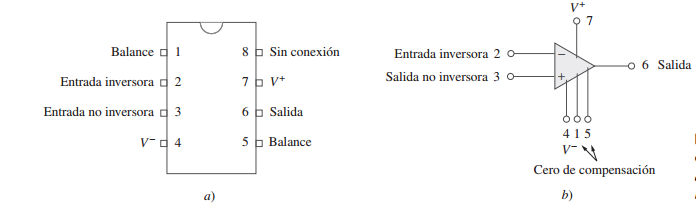 Balance 1 8 Sin conexión
Entrada inversora 2 7 V+
Entrada no inversora 3 6 Salida
V− 4 5 Balance
a)
V+
7
Entrada inversora 2 −
6 Salida
Salida no inversora 3 +
4 1 5
V−
Cero de compensación
b)